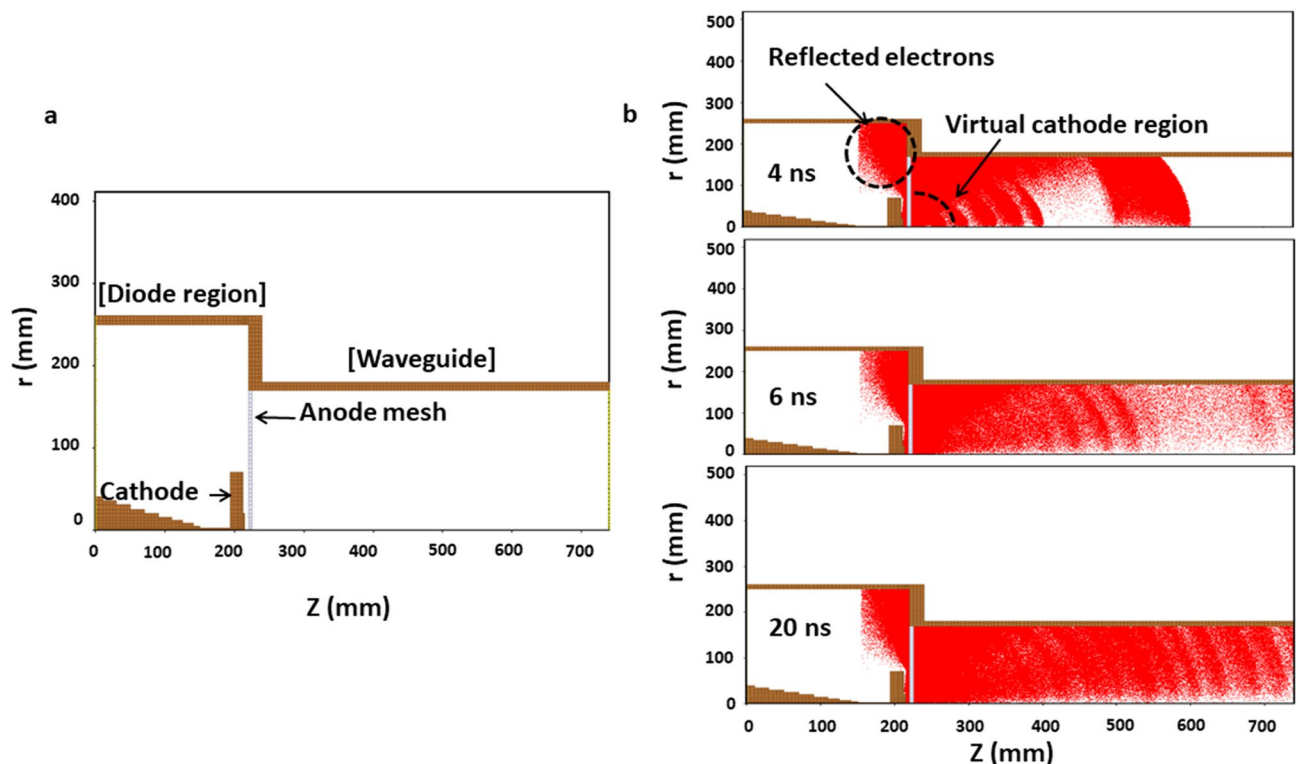 a
r (mm)
400
300
200
100
0
[Diode region]
[Waveguide]
Anode mesh
Cathode
0 100 200 300 400 500 600 700
Z (mm)
b
r (mm)
500
400
300
200
100
0
Reflected electrons
Virtual cathode region
4 ns
r (mm)
500
400
300
200
100
0
6 ns
r (mm)
500
400
300
200
100
0
20 ns
0 100 200 300 400 500 600 700
Z (mm)